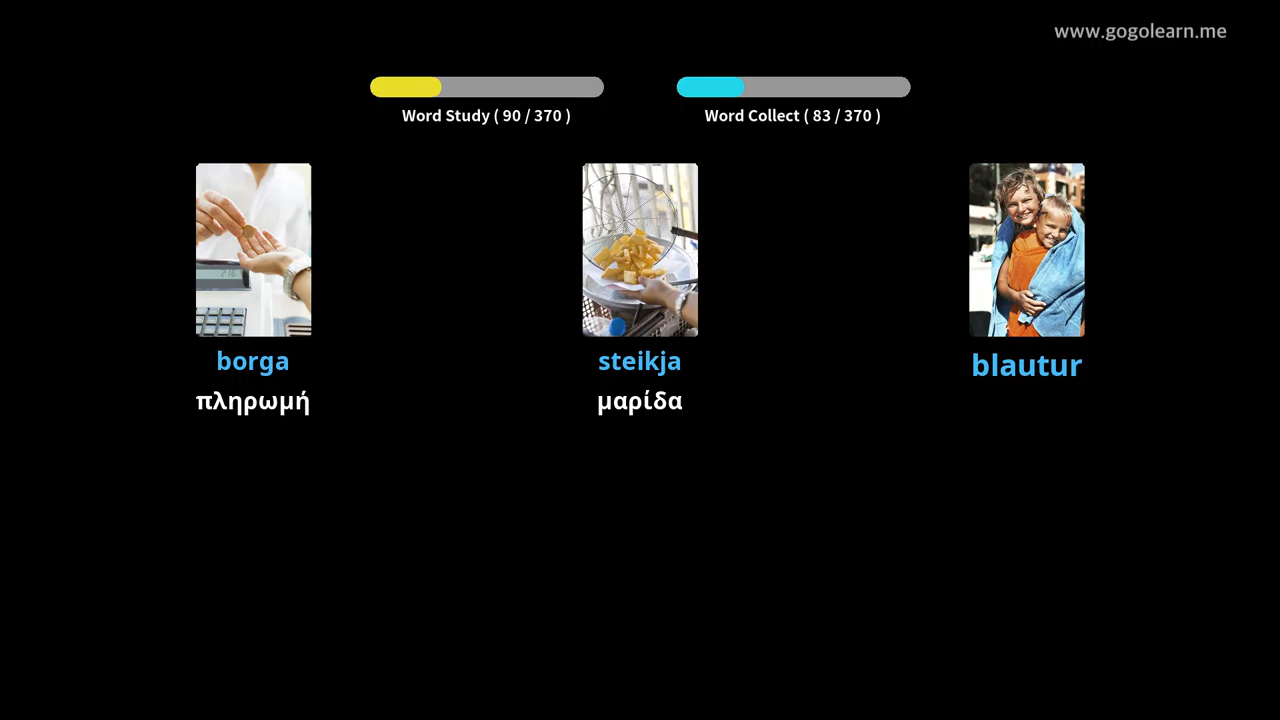 www.gogolearn.me
Word Study ( 90 / 370 )
Word Collect ( 83 / 370 )
borga
πληρωμή
steikja
μαρίδα
blautur